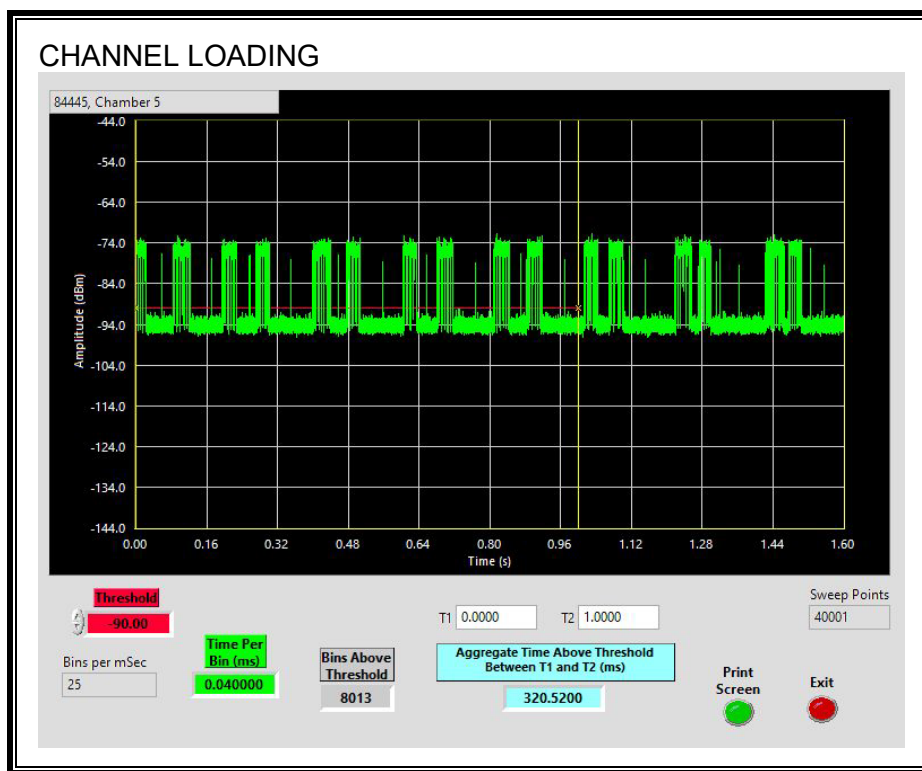 CHANNEL LOADING
84445, Chamber 5
-44.0
-54.0
-64.0
-74.0
-84.0
-94.0
-104.0
-114.0
-124.0
-134.0
-144.0
Amplitude (dBm)
0.00 0.16 0.32 0.48 0.64 0.80 0.96 1.12 1.28 1.44 1.60
Time (s)
Threshold
-90.00
Bins per mSec
25
Time Per
Bin (ms)
0.040000
Bins Above
Threshold
8013
T1 0.0000 T2 1.0000
Aggregate Time Above Threshold
Between T1 and T2 (ms)
320.5200
Sweep Points
40001
Print
Screen
Exit